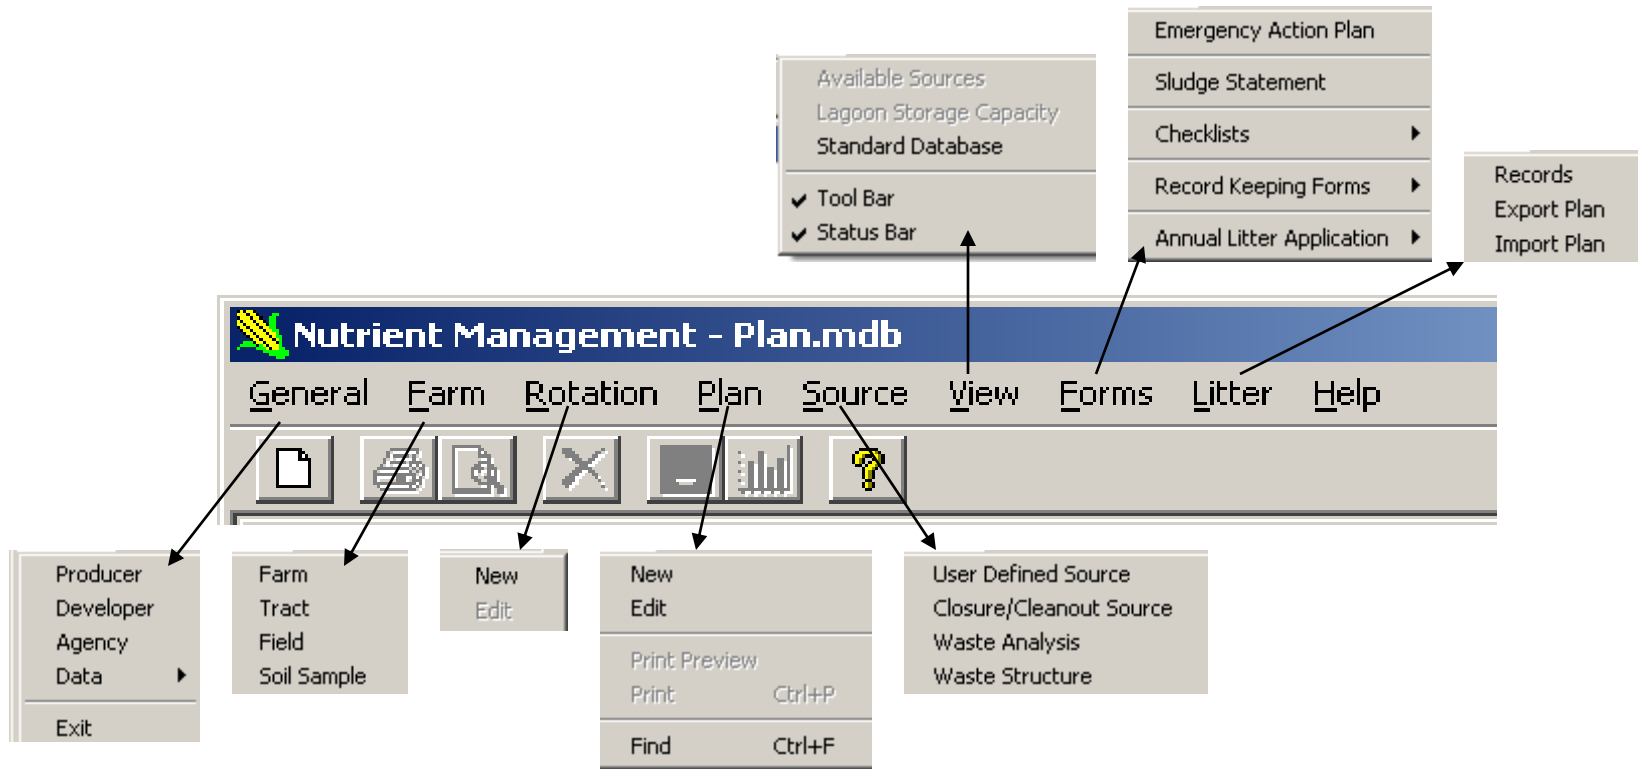 Available Sources
Lagoon Storage Capacity
Standard Database
Tool Bar
Status Bar
Emergency Action Plan
Sludge Statement
Checklists
Record Keeping Forms
Annual Litter Application
Records
Export Plan
Import Plan
Nutrient Management - Plan.mdb
General Farm Rotation Plan Source View Forms Litter Help
Producer
Developer
Agency
Data
Exit
Farm
Tract
Field
Soil Sample
New
Edit
New
Edit
Print Preview
Print Ctrl+P
Find Ctrl+F
User Defined Source
Closure/Cleanout Source
Waste Analysis
Waste Structure